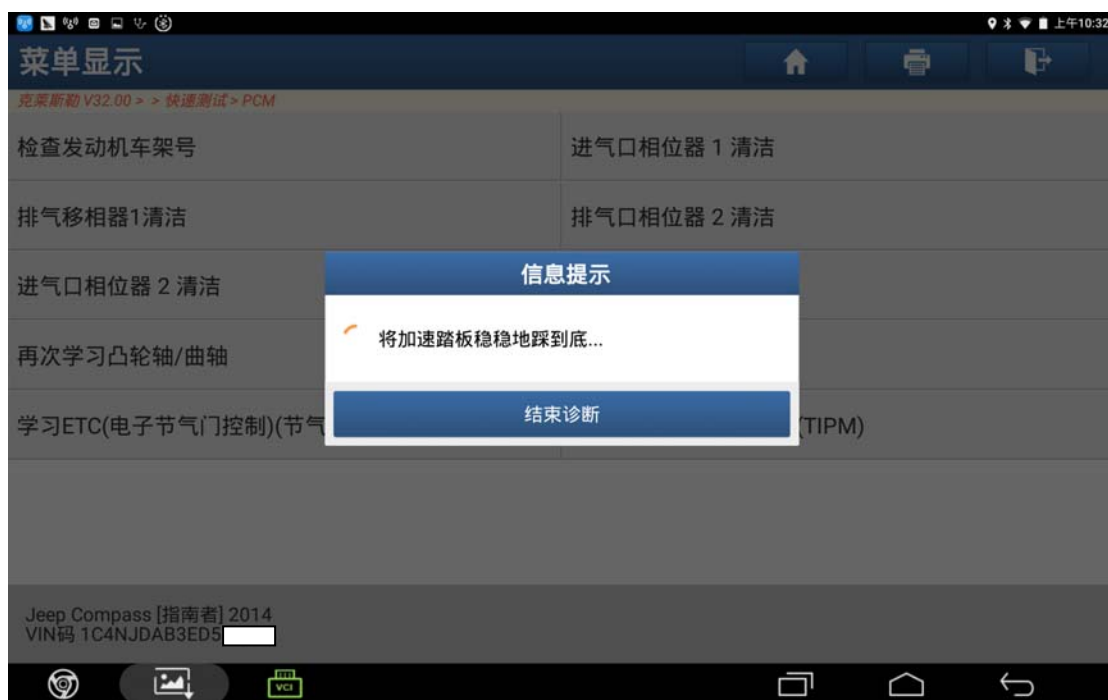 上午10:32
菜单显示
克莱斯勒 V32.00 > > 快速测试 > PCM
检查发动机车架号
进气口相位器 1 清洁
排气移相器1清洁
排气口相位器 2 清洁
进气口相位器 2 清洁
信息提示
将加速踏板稳稳地踩到底...
再次学习凸轮轴/曲轴
结束诊断
学习ETC(电子节气门控制)(节气
(TIPM)
Jeep Compass [指南者] 2014
VIN码 1C4NJDAB3ED5
VCI